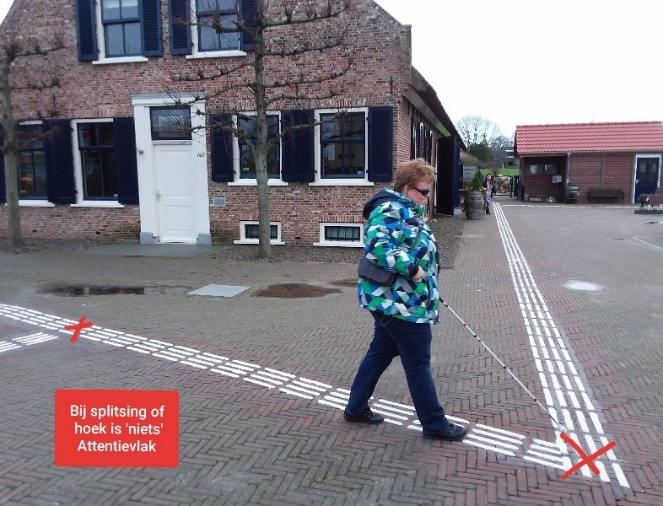 Bij splitsing of
hoek is 'niets'
Attentievlak